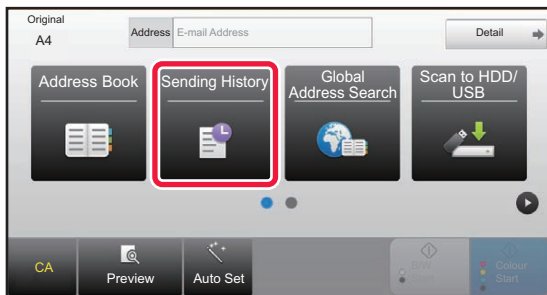 Original
A4
Address
E-mail Address
Detail
Address Book
Sending History
Global
Address Search
Scan to HDD/
USB
CA
Preview
Auto Set
B/W
Start
Colour
Start